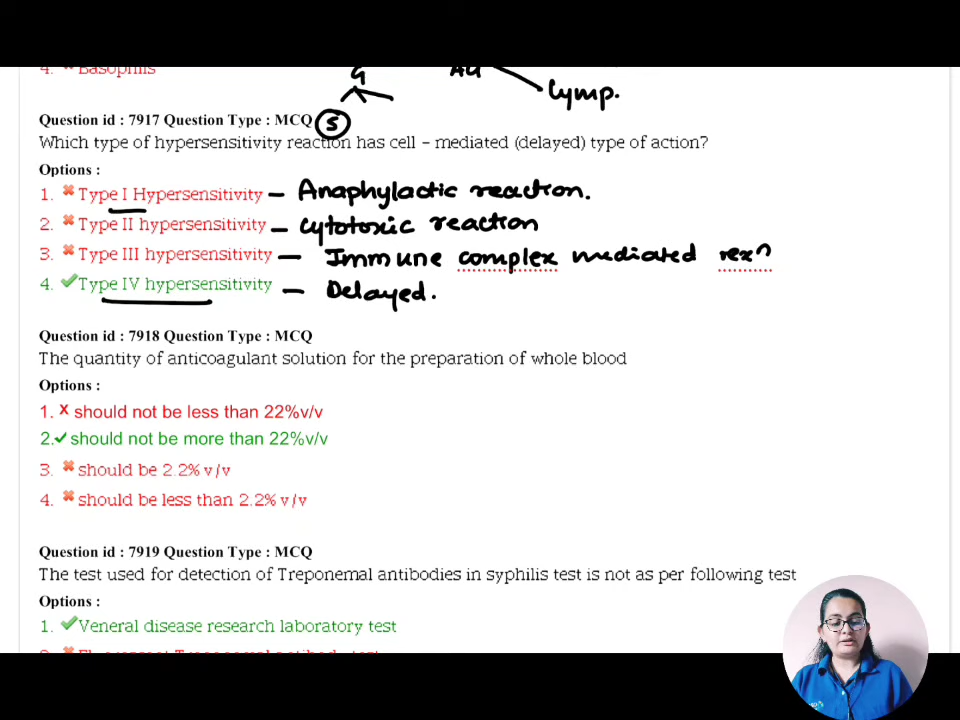 4. Basophils
G
AG
Lymp.
Question id : 7917 Question Type : MCQ 5
Which type of hypersensitivity reaction has cell – mediated (delayed) type of action?
Options :
1. Type I Hypersensitivity – Anaphylactic reaction.
2. Type II hypersensitivity – Cytotoxic reaction
3. Type III hypersensitivity – Immune complex mediated rexn
4. Type IV hypersensitivity – Delayed.
Question id : 7918 Question Type : MCQ
The quantity of anticoagulant solution for the preparation of whole blood
Options :
1. x should not be less than 22%v/v
2. should not be more than 22%v/v
3. should be 2.2% v/v
4. should be less than 2.2% v/v
Question id : 7919 Question Type : MCQ
The test used for detection of Treponemal antibodies in syphilis test is not as per following test
Options :
1. Veneral disease research laboratory test